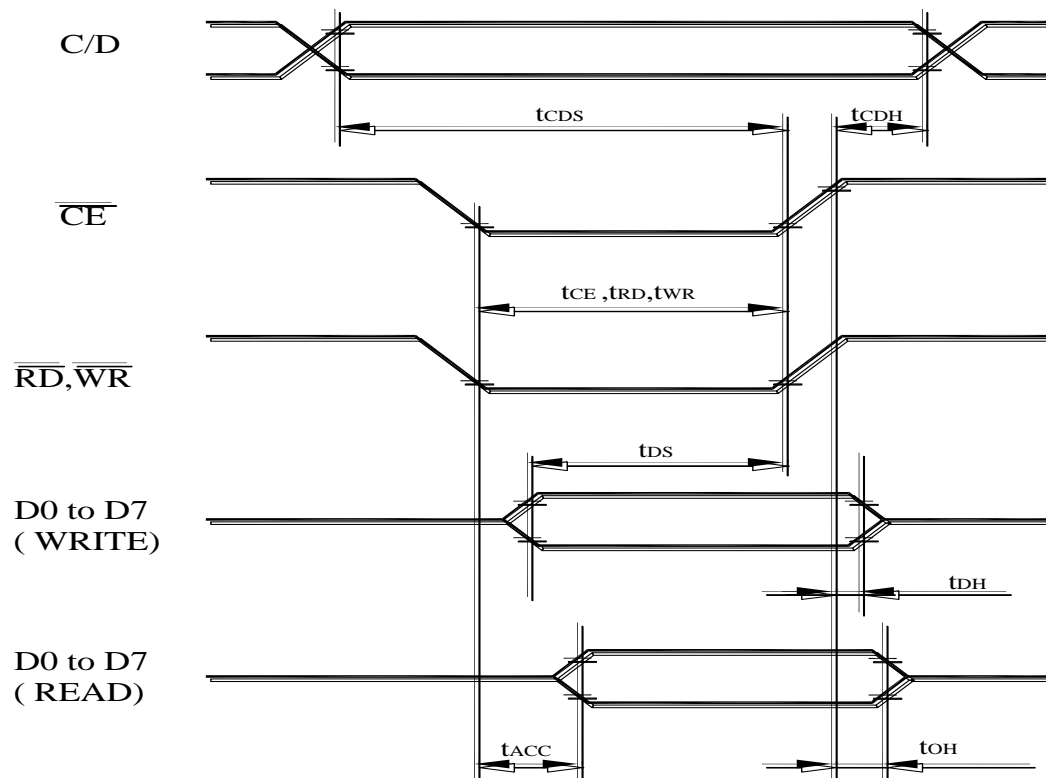 C/D
tCDS
tCDH
CE
tCE ,tRD,tWR
RD,WR
tDS
D0 to D7
( WRITE)
tDH
D0 to D7
( READ)
tACC
tOH